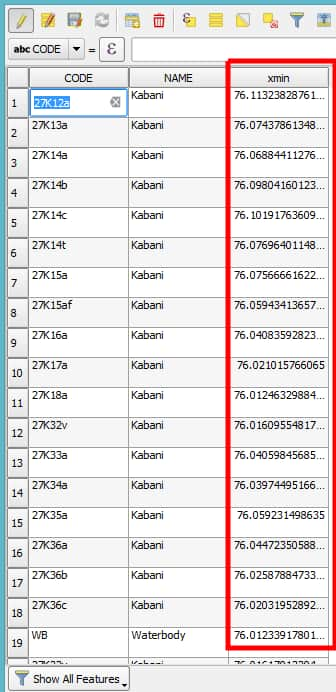 abc CODE = ε
CODE NAME xmin
1 27K12a Kabani 76.11323828761...
2 27K13a Kabani 76.07437861348...
3 27K14a Kabani 76.06884411276...
4 27K14b Kabani 76.09804160123...
5 27K14c Kabani 76.10191763609...
6 27K14t Kabani 76.07696401148...
7 27K15a Kabani 76.07566661622...
8 27K15af Kabani 76.05943413657...
9 27K16a Kabani 76.04083592823...
10 27K17a Kabani 76.021015766065
11 27K18a Kabani 76.01246329884...
12 27K32v Kabani 76.01609554817...
13 27K33a Kabani 76.04059845685...
14 27K34a Kabani 76.03974495166...
15 27K35a Kabani 76.059231498635
16 27K36a Kabani 76.04472350588...
17 27K36b Kabani 76.02587884733...
18 27K36c Kabani 76.02031952892...
19 WB Waterbody 76.01233917801...
Show All Features